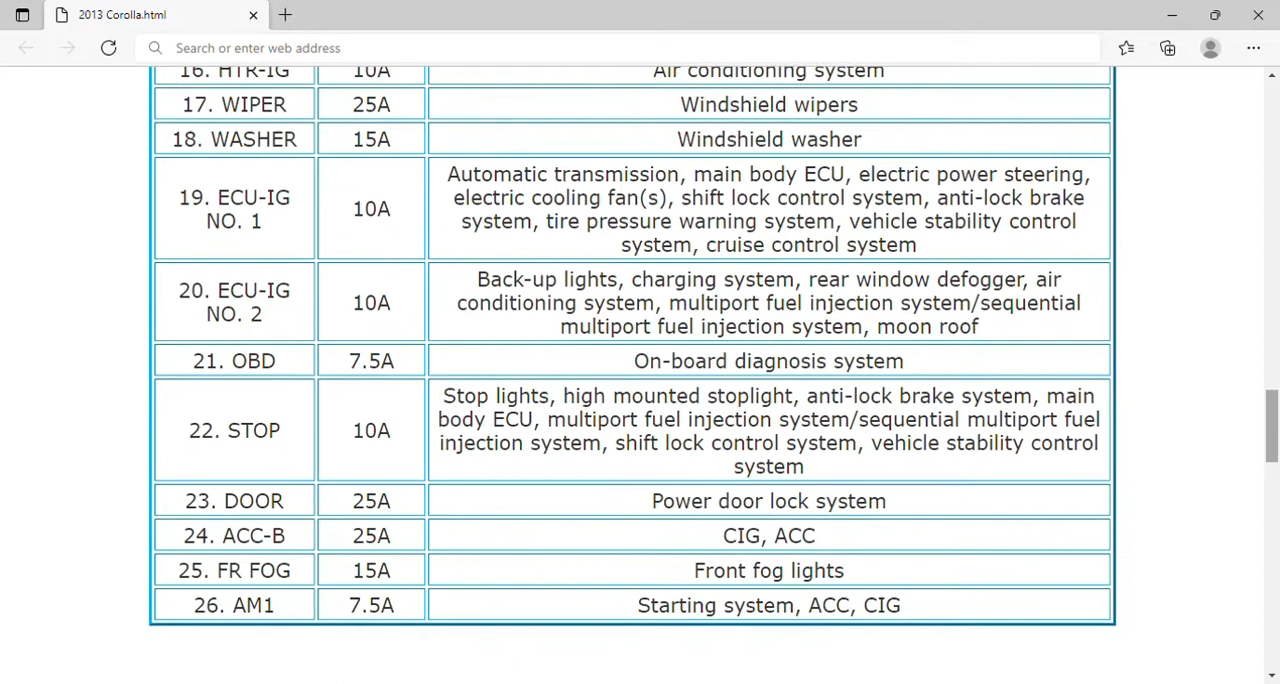 2013 Corolla.html
Search or enter web address
16. HTR-IG 10A Air conditioning system
17. WIPER 25A Windshield wipers
18. WASHER 15A Windshield washer
19. ECU-IG NO. 1 10A Automatic transmission, main body ECU, electric power steering,
electric cooling fan(s), shift lock control system, anti-lock brake
system, tire pressure warning system, vehicle stability control
system, cruise control system
20. ECU-IG NO. 2 10A Back-up lights, charging system, rear window defogger, air
conditioning system, multiport fuel injection system/sequential
multiport fuel injection system, moon roof
21. OBD 7.5A On-board diagnosis system
22. STOP 10A Stop lights, high mounted stoplight, anti-lock brake system, main
body ECU, multiport fuel injection system/sequential multiport fuel
injection system, shift lock control system, vehicle stability control
system
23. DOOR 25A Power door lock system
24. ACC-B 25A CIG, ACC
25. FR FOG 15A Front fog lights
26. AM1 7.5A Starting system, ACC, CIG